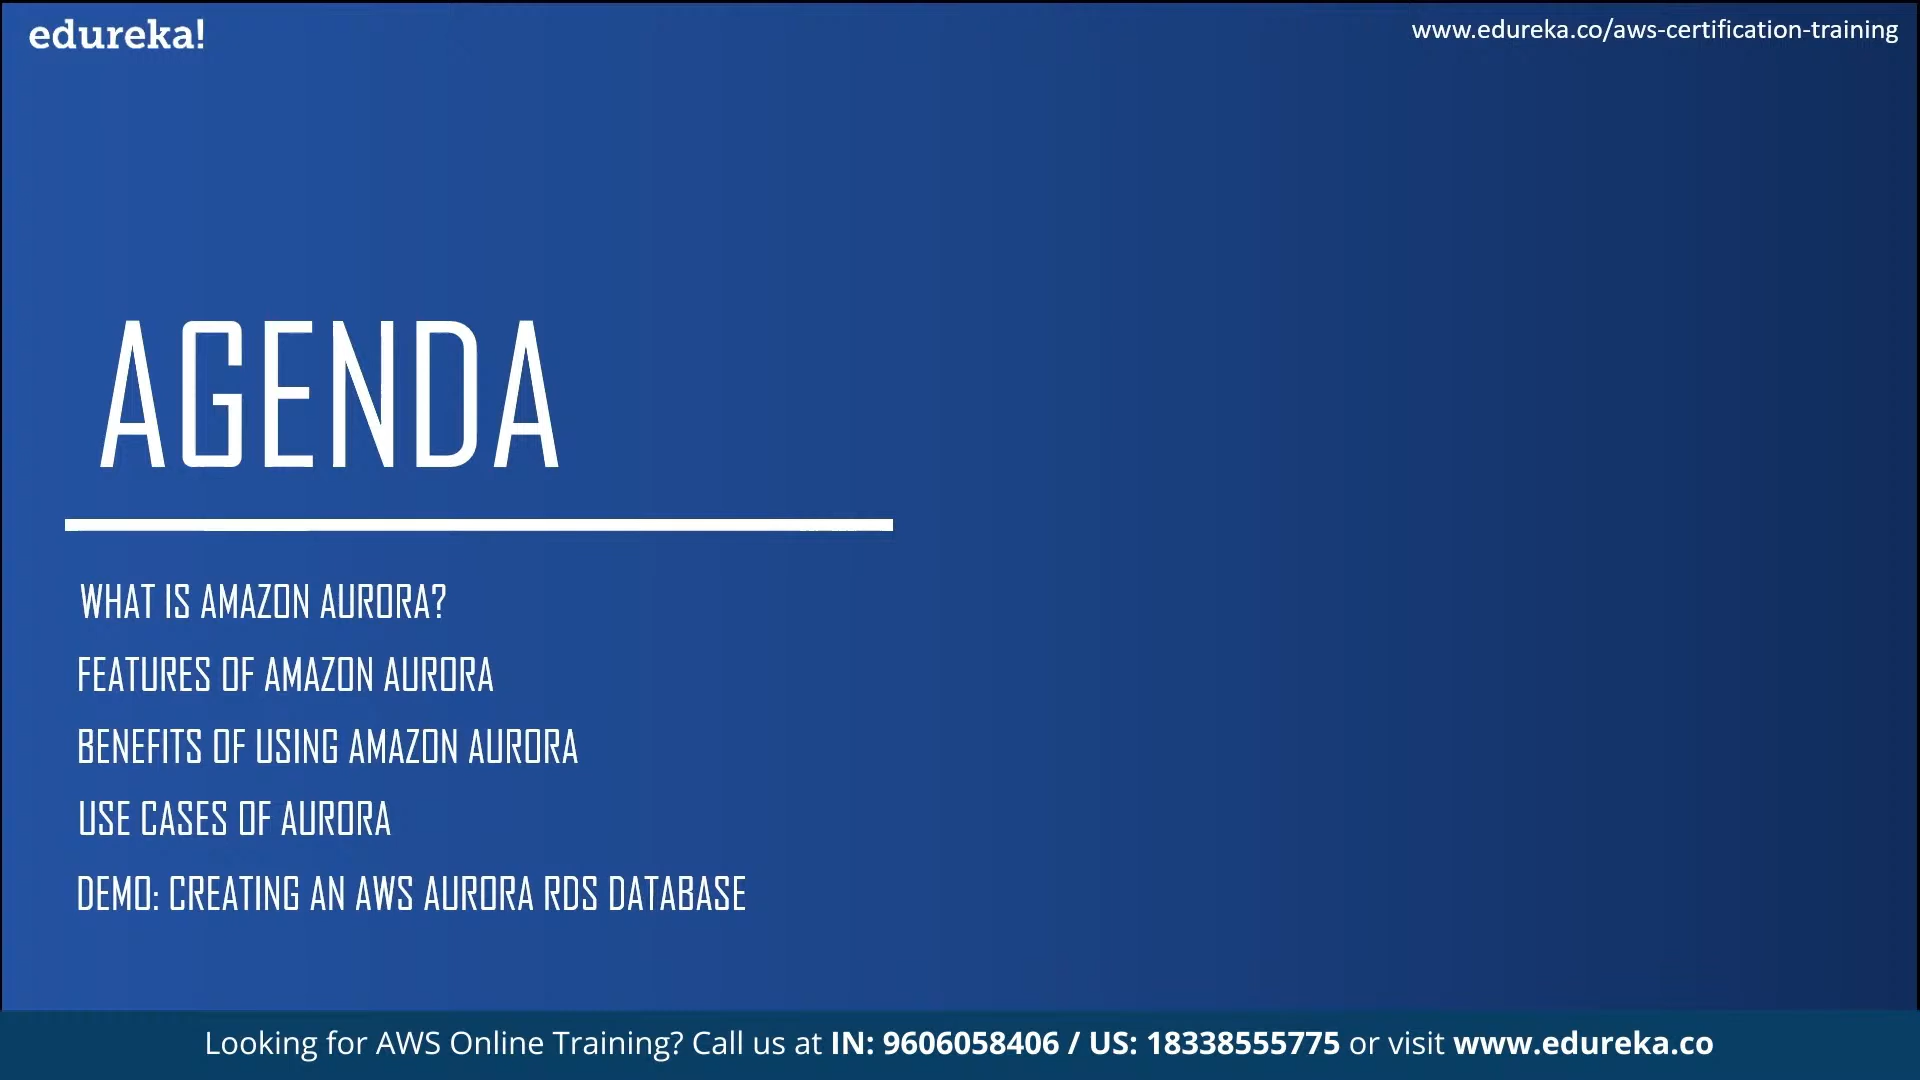 edureka!
www.edureka.co/aws-certification-training
AGENDA
WHAT IS AMAZON AURORA?
FEATURES OF AMAZON AURORA
BENEFITS OF USING AMAZON AURORA
USE CASES OF AURORA
DEMO: CREATING AN AWS AURORA RDS DATABASE
Looking for AWS Online Training? Call us at IN: 9606058406 / US: 18338555775 or visit www.edureka.co